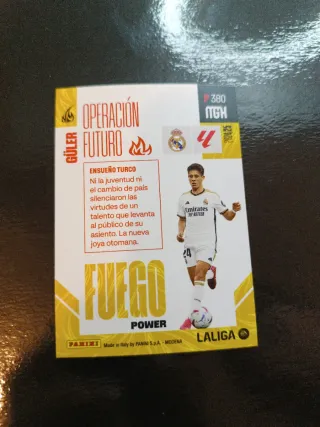 GÜLER
OPERACIÓN
FUTURO
380
MGK
ENSUEÑO TURCO
Ni la juventud ni
el cambio de país
silenciaron las
virtudes de un
talento que levanta
al público de su
asiento. La nueva
joya otomana.
FUEGO
POWER
24
PANINI
Made in Italy by PANINI S.p.A. - MODENA
LALIGA